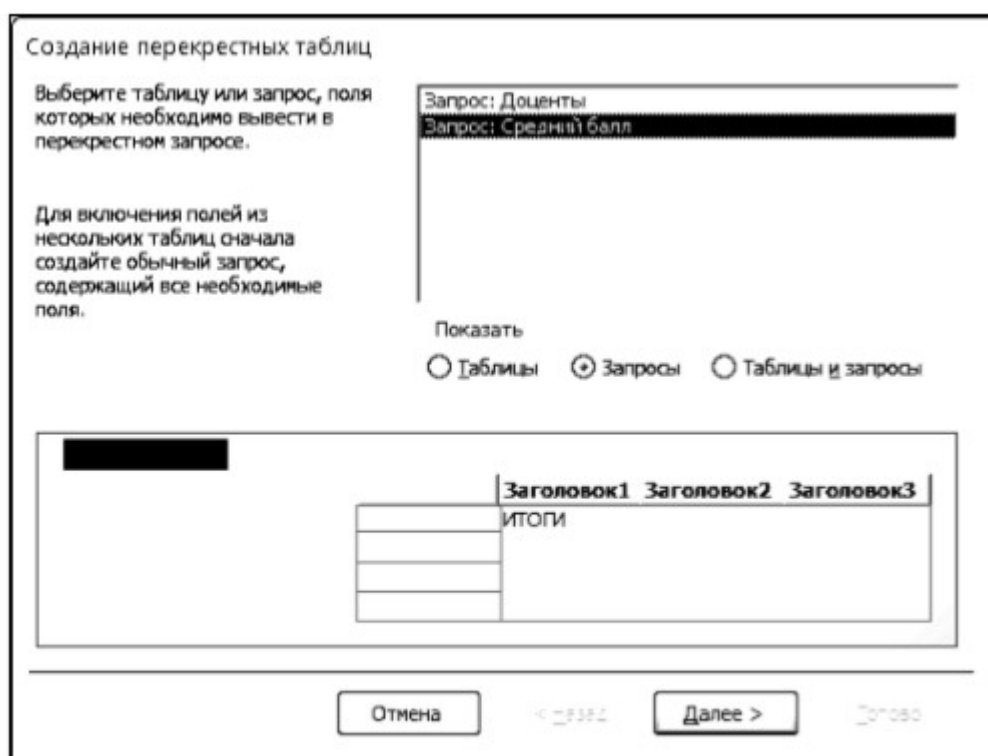 Создание перекрестных таблиц
Выберите таблицу или запрос, поля
которых необходимо вывести в
перекрестном запросе.
Для включения полей из
нескольких таблиц сначала
создайте обычный запрос,
содержащий все необходимые
поля.
Запрос: Доценты
Запрос: Средний балл
Показать
Таблицы Запросы Таблицы и запросы
Заголовок1 Заголовок2 Заголовок3
ИТОГИ
Отмена < Назад Далее > Готово